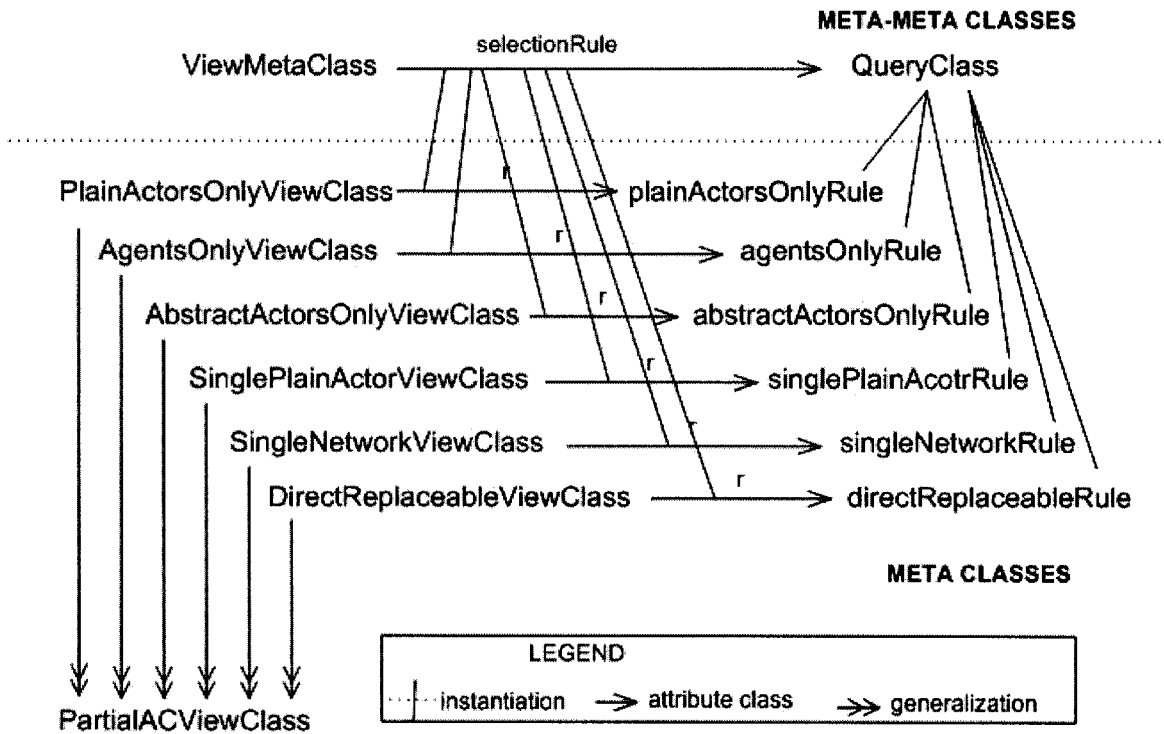 META-META CLASSES
selectionRule
ViewMetaClass QueryClass
PlainActorsOnlyViewClass r plainActorsOnlyRule
AgentsOnlyViewClass r agentsOnlyRule
AbstractActorsOnlyViewClass r abstractActorsOnlyRule
SinglePlainActorViewClass r singlePlainAcotrRule
SingleNetworkViewClass r singleNetworkRule
DirectReplaceableViewClass r directReplaceableRule
META CLASSES
LEGEND
instantiation attribute class generalization
PartialACViewClass